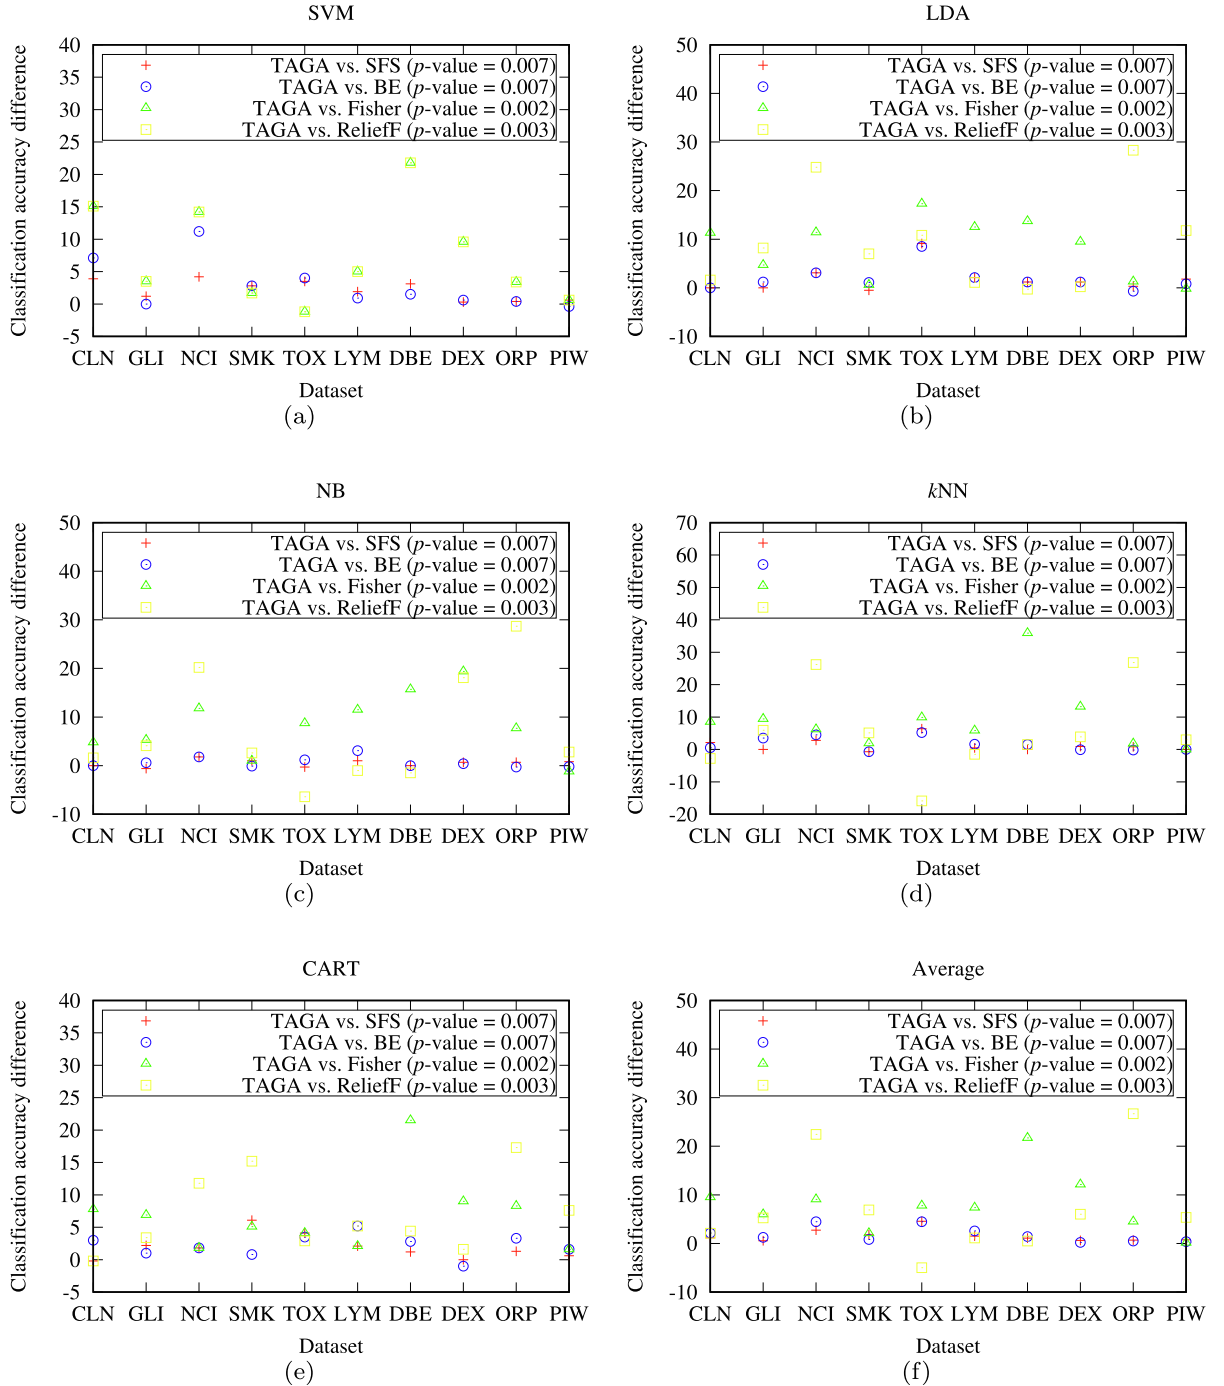 SVM
Classification accuracy difference
40
35
30
25
20
15
10
5
0
-5
TAGA vs. SFS (p-value = 0.007)
TAGA vs. BE (p-value = 0.007)
TAGA vs. Fisher (p-value = 0.002)
TAGA vs. ReliefF (p-value = 0.003)
CLN GLI NCI SMK TOX LYM DBE DEX ORP PIW
Dataset
(a)
LDA
Classification accuracy difference
50
40
30
20
10
0
-10
TAGA vs. SFS (p-value = 0.007)
TAGA vs. BE (p-value = 0.007)
TAGA vs. Fisher (p-value = 0.002)
TAGA vs. ReliefF (p-value = 0.003)
CLN GLI NCI SMK TOX LYM DBE DEX ORP PIW
Dataset
(b)
NB
Classification accuracy difference
50
40
30
20
10
0
-10
TAGA vs. SFS (p-value = 0.007)
TAGA vs. BE (p-value = 0.007)
TAGA vs. Fisher (p-value = 0.002)
TAGA vs. ReliefF (p-value = 0.003)
CLN GLI NCI SMK TOX LYM DBE DEX ORP PIW
Dataset
(c)
kNN
Classification accuracy difference
70
60
50
40
30
20
10
0
-10
-20
TAGA vs. SFS (p-value = 0.007)
TAGA vs. BE (p-value = 0.007)
TAGA vs. Fisher (p-value = 0.002)
TAGA vs. ReliefF (p-value = 0.003)
CLN GLI NCI SMK TOX LYM DBE DEX ORP PIW
Dataset
(d)
CART
Classification accuracy difference
40
35
30
25
20
15
10
5
0
-5
TAGA vs. SFS (p-value = 0.007)
TAGA vs. BE (p-value = 0.007)
TAGA vs. Fisher (p-value = 0.002)
TAGA vs. ReliefF (p-value = 0.003)
CLN GLI NCI SMK TOX LYM DBE DEX ORP PIW
Dataset
(e)
Average
Classification accuracy difference
50
40
30
20
10
0
-10
TAGA vs. SFS (p-value = 0.007)
TAGA vs. BE (p-value = 0.007)
TAGA vs. Fisher (p-value = 0.002)
TAGA vs. ReliefF (p-value = 0.003)
CLN GLI NCI SMK TOX LYM DBE DEX ORP PIW
Dataset
(f)